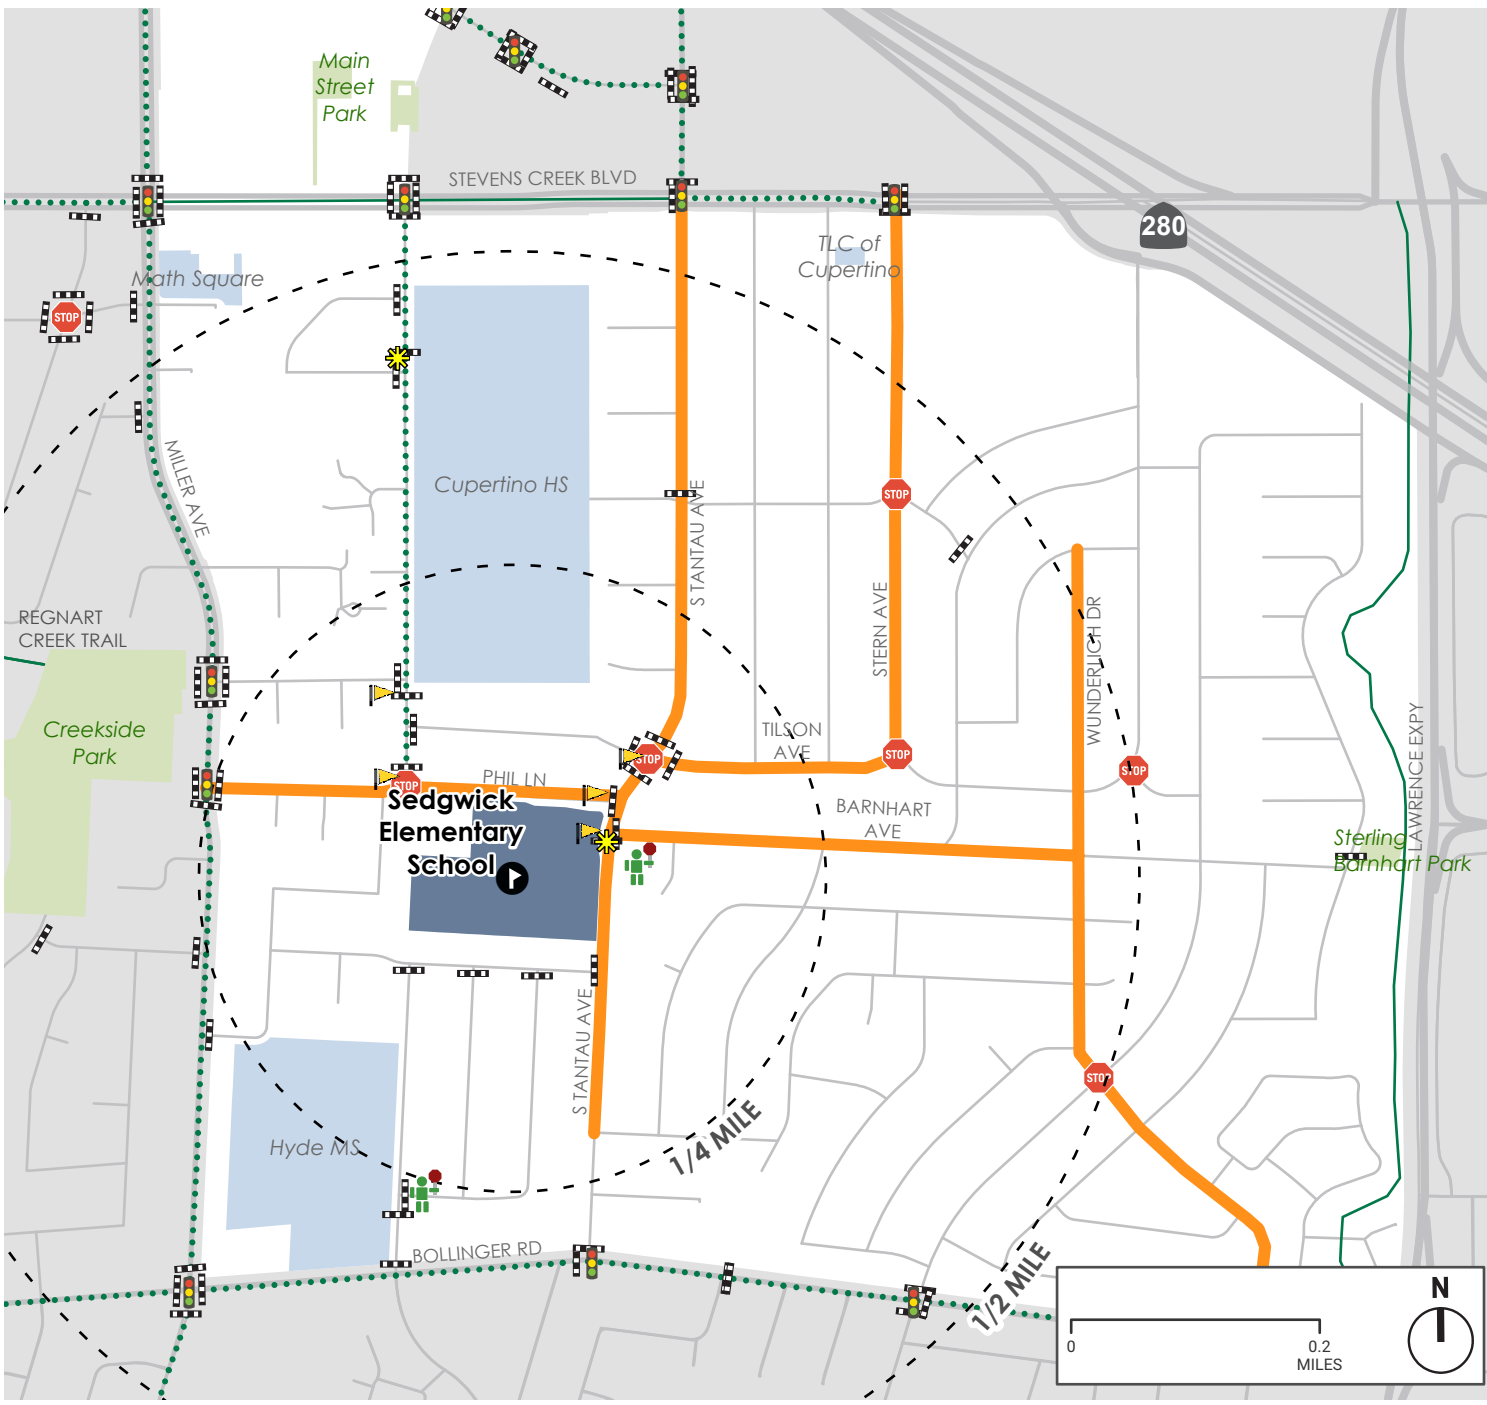 Main
Street
Park
STEVENS CREEK BLVD
280
TLC of
Cupertino
Math Square
STOP
MILLER AVE
Cupertino HS
S TANTAU AVE
STOP
STERN AVE
WUNDERLICH DR
REGNART
CREEK TRAIL
Creekside
Park
TILSON
AVE
STOP
STOP
STOP
STOP
PHIL LN
BARNHART
AVE
LAWRENCE EXPY
Sedgwick
Elementary
School
Sterling
Barnhart Park
S TANTAU AVE
STOP
Hyde MS
1/4 MILE
BOLLINGER RD
1/2 MILE
N
0
0.2
MILES